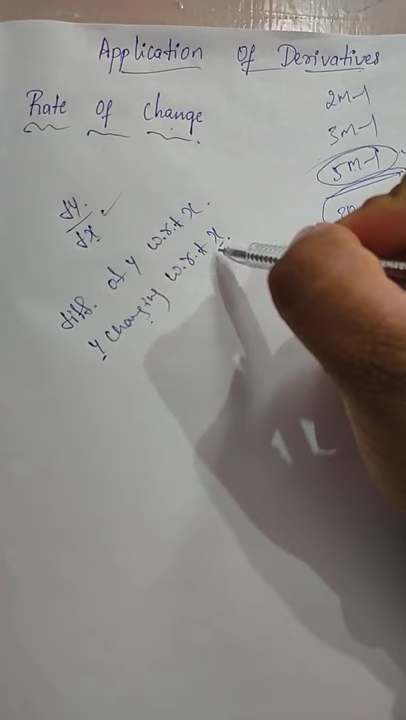 Application Of Derivatives
Rate of change
2M-1
3M-1
5M-1
dy
dx
diff. of y w.r.t x.
y changing w.r.t x.